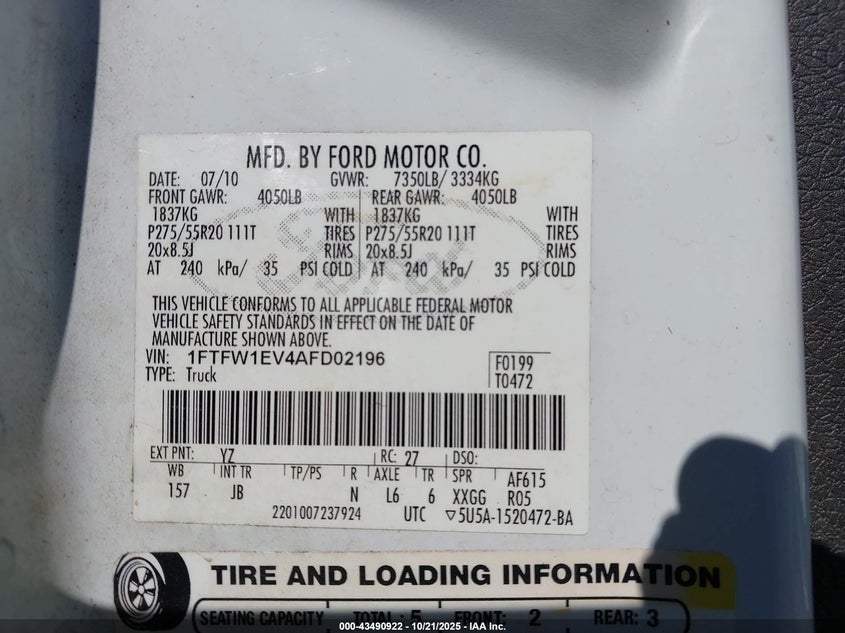 MFD. BY FORD MOTOR CO.
DATE: 07/10 GVWR: 7350LB/ 3334KG
FRONT GAWR: 4050LB REAR GAWR: 4050LB
1837KG WITH 1837KG WITH
P275/55R20 111T TIRES P275/55R20 111T TIRES
20x8.5J RIMS 20x8.5J RIMS
AT 240 kPa/ 35 PSI COLD AT 240 kPa/ 35 PSI COLD
THIS VEHICLE CONFORMS TO ALL APPLICABLE FEDERAL MOTOR
VEHICLE SAFETY STANDARDS IN EFFECT ON THE DATE OF
MANUFACTURE SHOWN ABOVE.
VIN: 1FTFW1EV4AFD02196 F0199
TYPE: Truck T0472
EXT PNT: YZ RC: 27 DSO:
WB INT TR TP/PS R AXLE TR SPR AF615
157 JB N L6 6 XXGG R05
2201007237924 UTC ▽5U5A-1520472-BA
TIRE AND LOADING INFORMATION
SEATING CAPACITY TOTAL: 5 FRONT: 2 REAR: 3
000-43490922 - 10/21/2025 - IAA Inc.